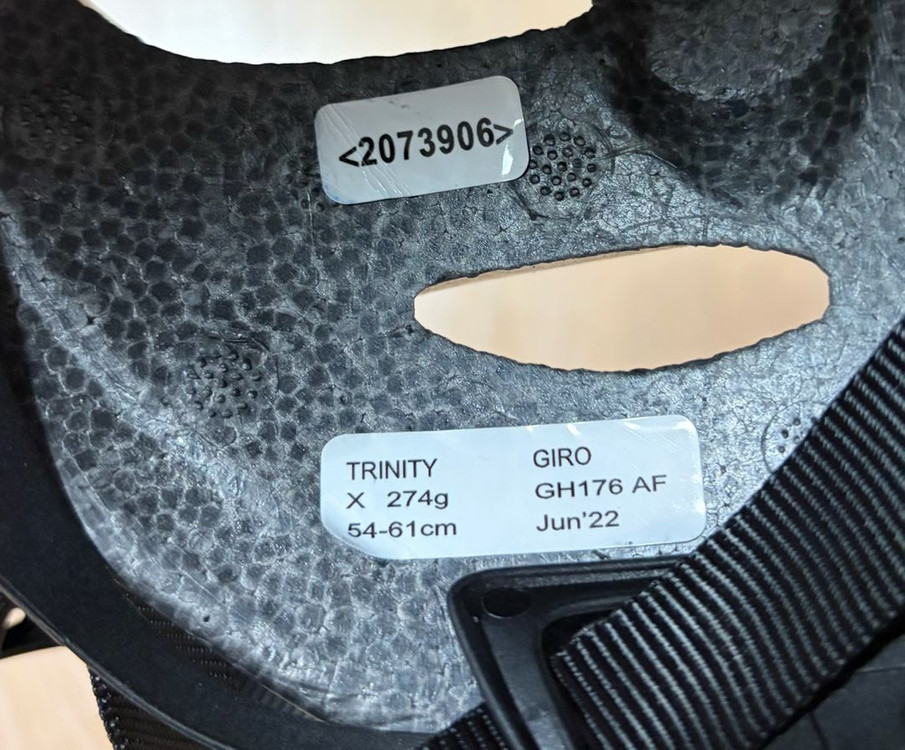 <2073906>
TRINITY GIRO
X 274g GH176 AF
54-61cm Jun'22